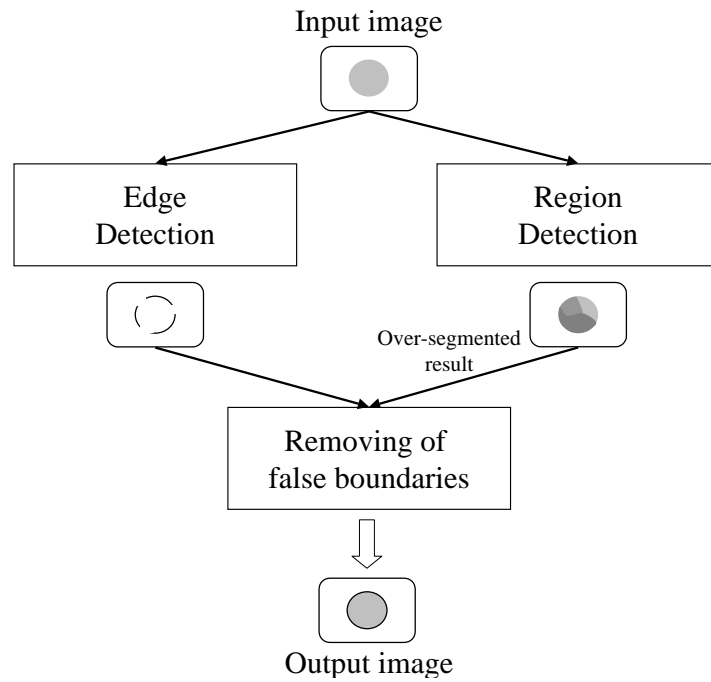 Input image
Edge
Detection
Region
Detection
Over-segmented
result
Removing of
false boundaries
Output image